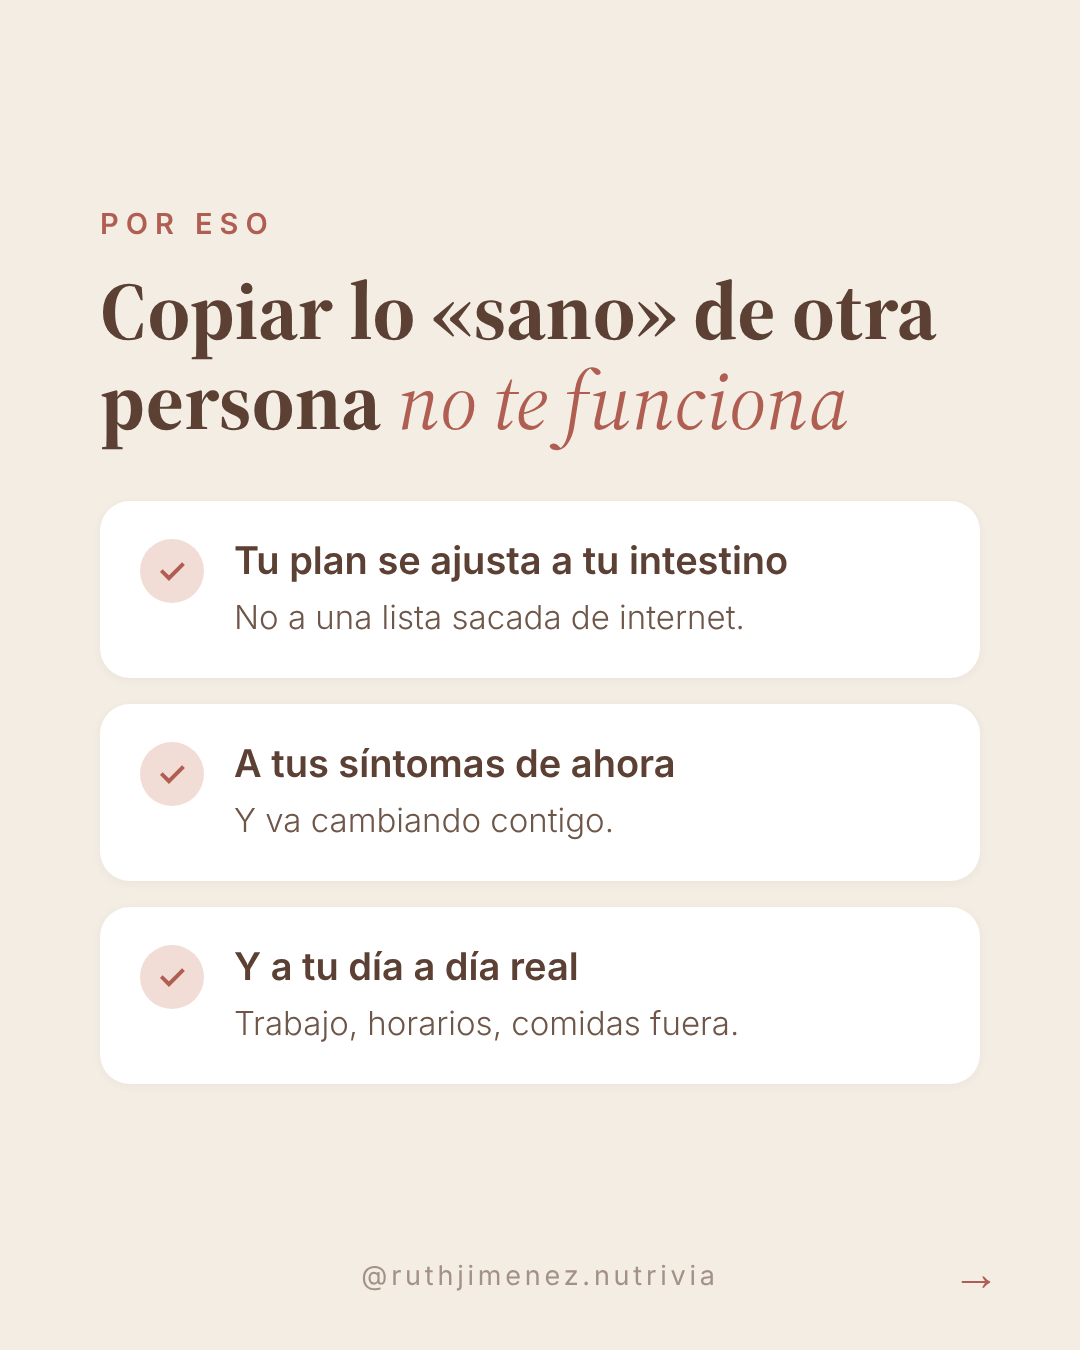 POR ESO
Copiar lo «sano» de otra
persona no te funciona
Tu plan se ajusta a tu intestino
No a una lista sacada de internet.
A tus síntomas de ahora
Y va cambiando contigo.
Y a tu día a día real
Trabajo, horarios, comidas fuera.
@ruthjimenez.nutrivia
→